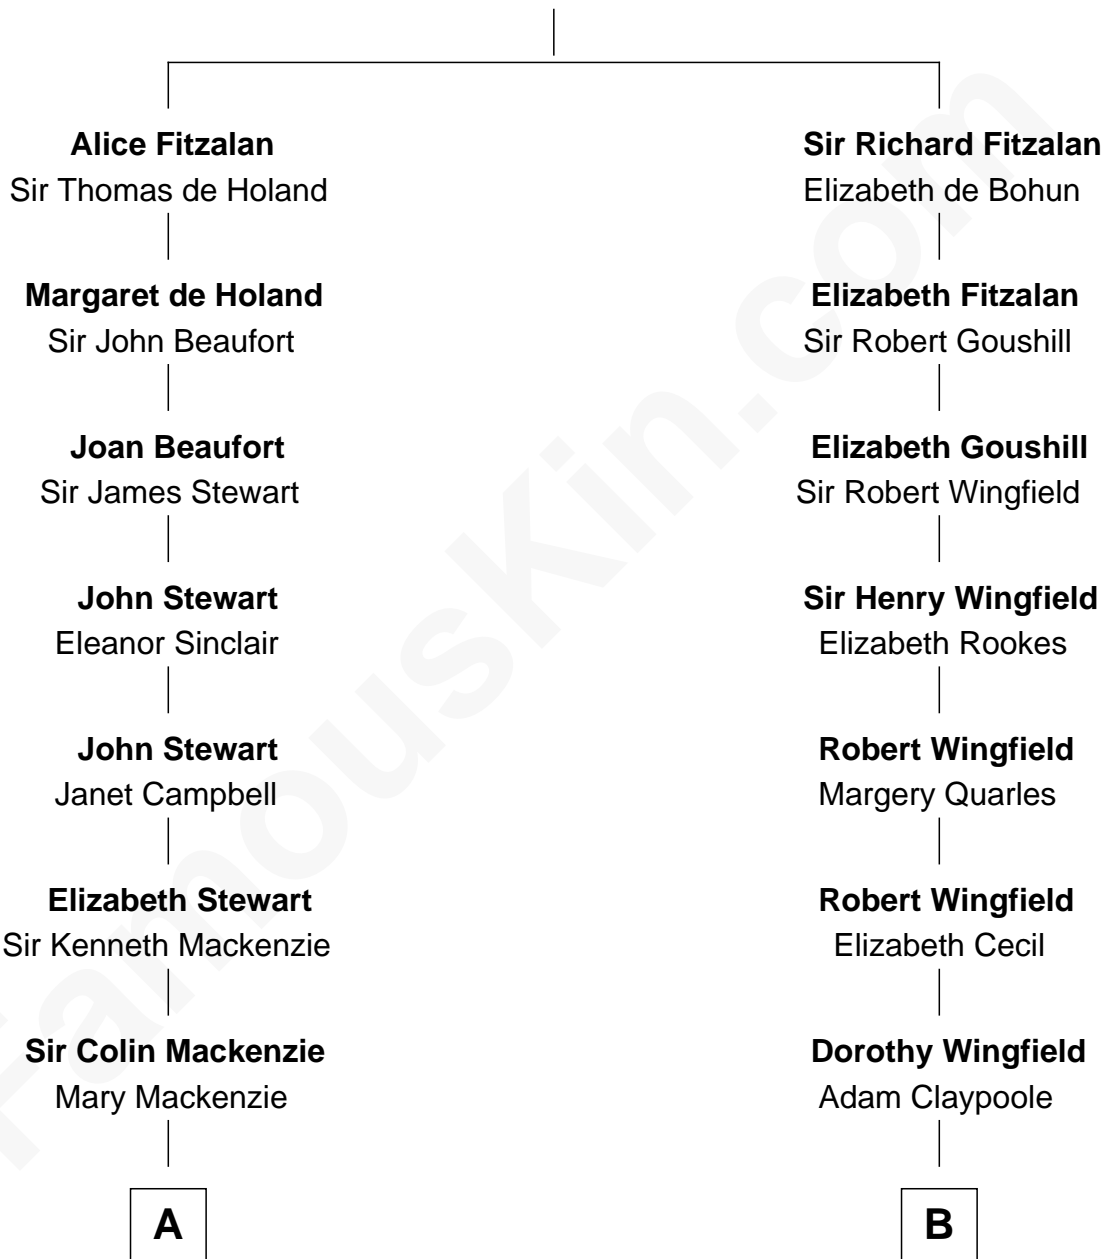 Alice Fitzalan
Sir Thomas de Holand
Margaret de Holand
Sir John Beaufort
Joan Beaufort
Sir James Stewart
John Stewart
Eleanor Sinclair
John Stewart
Janet Campbell
Elizabeth Stewart
Sir Kenneth Mackenzie
Sir Colin Mackenzie
Mary Mackenzie
A
Sir Richard Fitzalan
Elizabeth de Bohun
Elizabeth Fitzalan
Sir Robert Goushill
Elizabeth Goushill
Sir Robert Wingfield
Sir Henry Wingfield
Elizabeth Rookes
Robert Wingfield
Margery Quarles
Robert Wingfield
Elizabeth Cecil
Dorothy Wingfield
Adam Claypoole
B
FamousKin.com